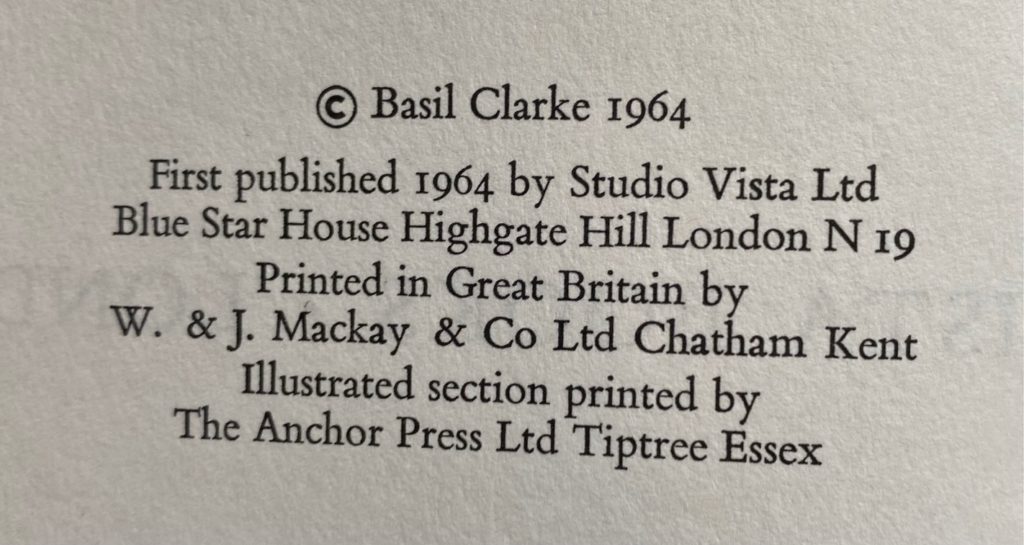 © Basil Clarke 1964
First published 1964 by Studio Vista Ltd
Blue Star House Highgate Hill London N 19
Printed in Great Britain by
W. & J. Mackay & Co Ltd Chatham Kent
Illustrated section printed by
The Anchor Press Ltd Tiptree Essex